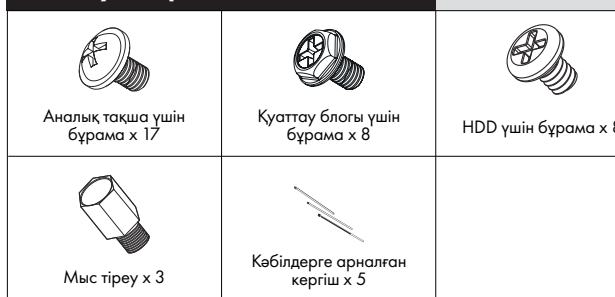 Аналық тақша үшін
бұрама x 17
Қуаттау блогы үшін
бұрама x 8
HDD үшін бұрама x 8
Мыс тіреу x 3
Кәбілдерге арналған
кергіш x 5